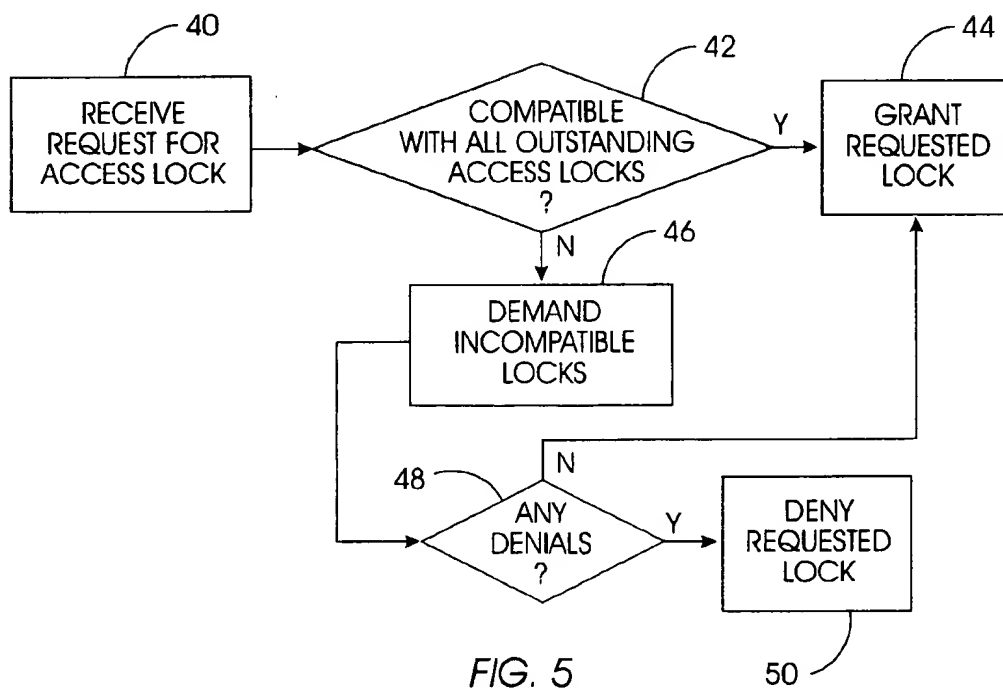 40
RECEIVE
REQUEST FOR
ACCESS LOCK
42
COMPATIBLE
WITH ALL OUTSTANDING
ACCESS LOCKS
?
Y
N
44
GRANT
REQUESTED
LOCK
46
DEMAND
INCOMPATIBLE
LOCKS
48
ANY
DENIALS
?
N
Y
DENY
REQUESTED
LOCK
50
FIG. 5